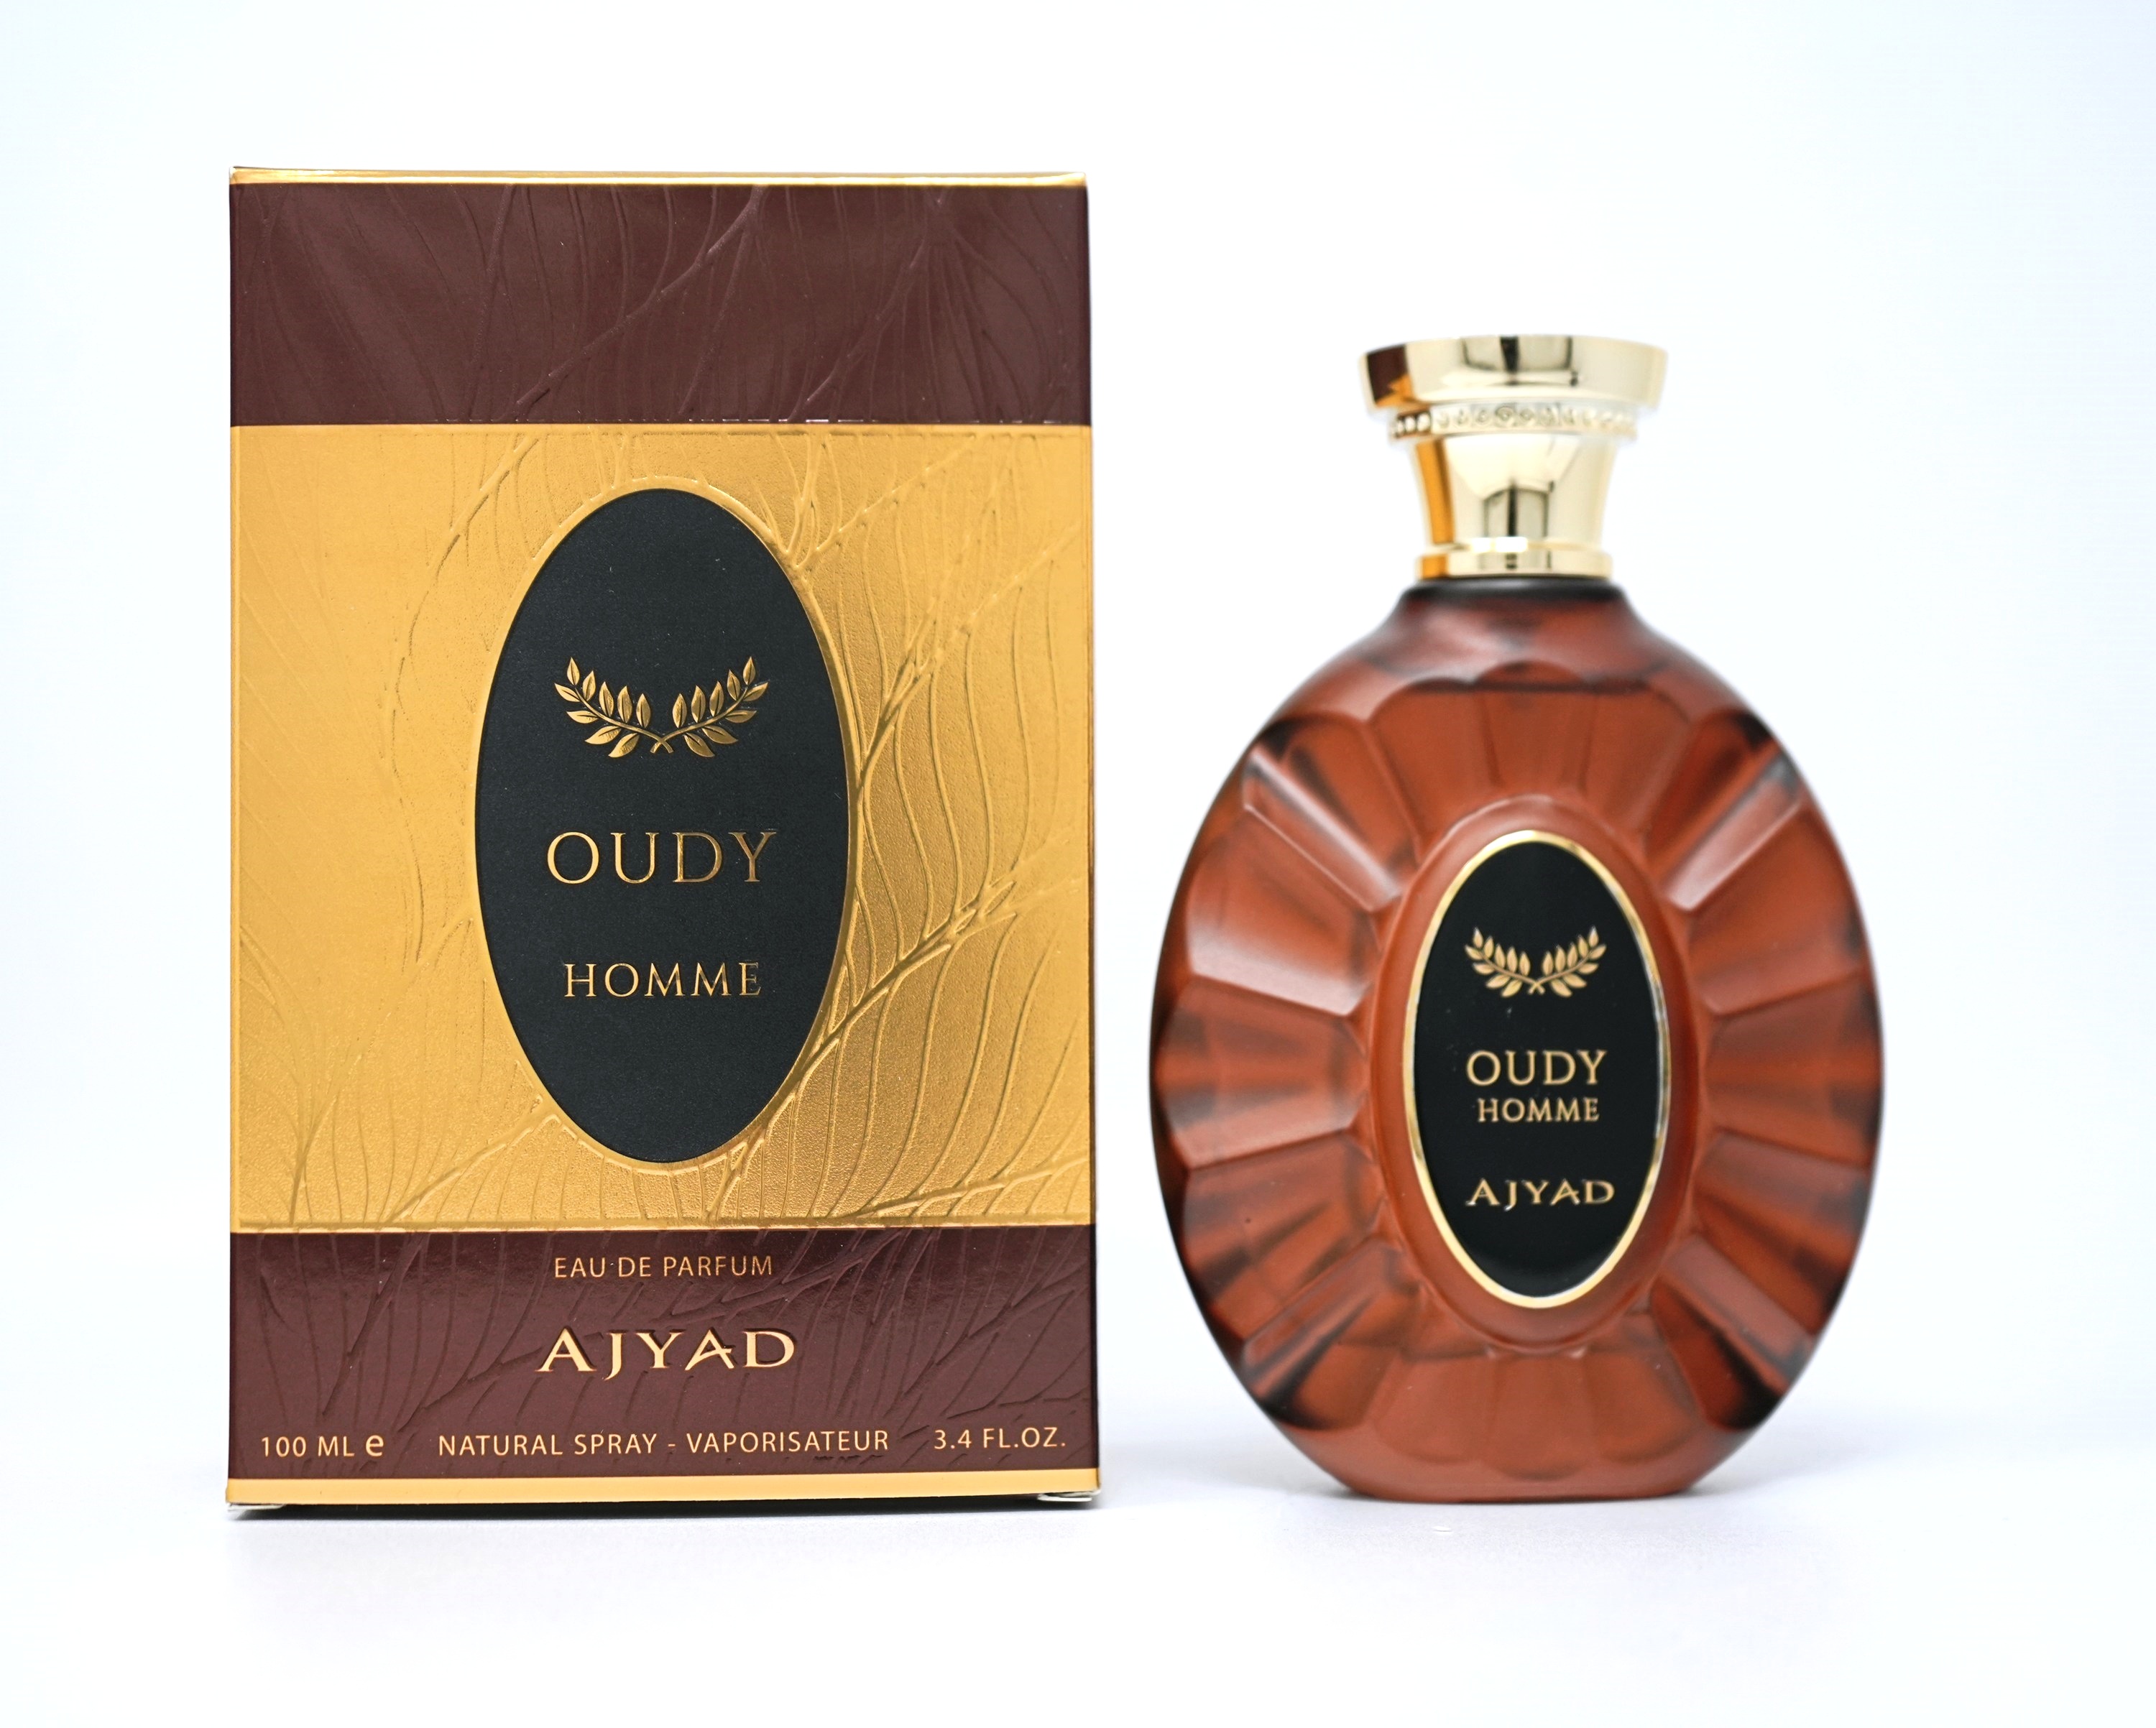 OUDY
HOMME
EAU DE PARFUM
AJYAD
100 ML e NATURAL SPRAY - VAPORISATEUR 3.4 FL.OZ.
OUDY
HOMME
AJYAD